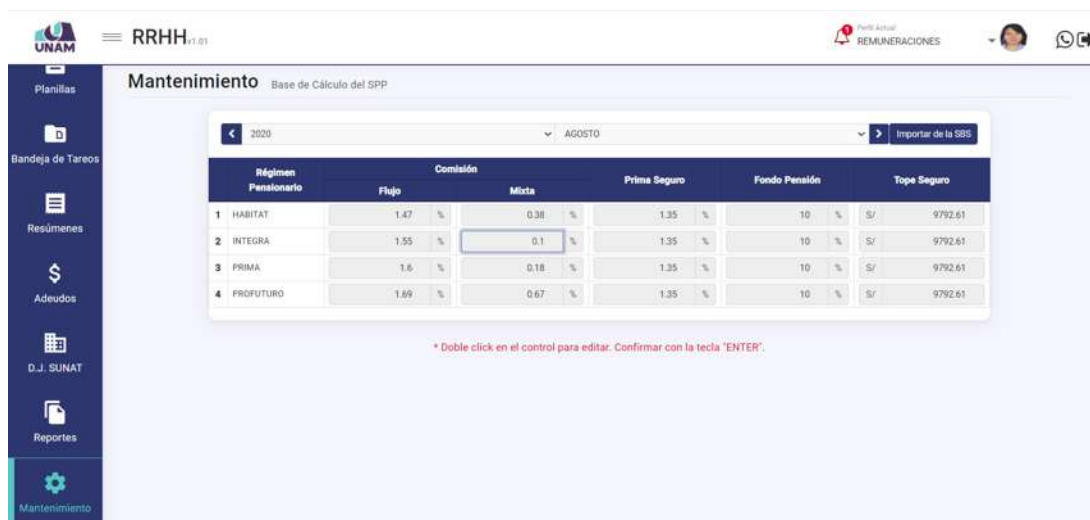 UNAM
RRHH v1.01
1
Perfil Actual
REMUNERACIONES
Planillas
Bandeja de Tareos
Resúmenes
Adeudos
D.J. SUNAT
Reportes
Mantenimiento
Mantenimiento Base de Cálculo del SPP
2020 AGOSTO Importar de la SBS
Régimen Pensionario Comisión Prima Seguro Fondo Pensión Tope Seguro
Flujo Mixta
1 HABITAT 1.47 % 0.38 % 1.35 % 10 % S/ 9792.61
2 INTEGRA 1.55 % 0.1 % 1.35 % 10 % S/ 9792.61
3 PRIMA 1.6 % 0.18 % 1.35 % 10 % S/ 9792.61
4 PROFUTURO 1.69 % 0.67 % 1.35 % 10 % S/ 9792.61
* Doble click en el control para editar. Confirmar con la tecla "ENTER".